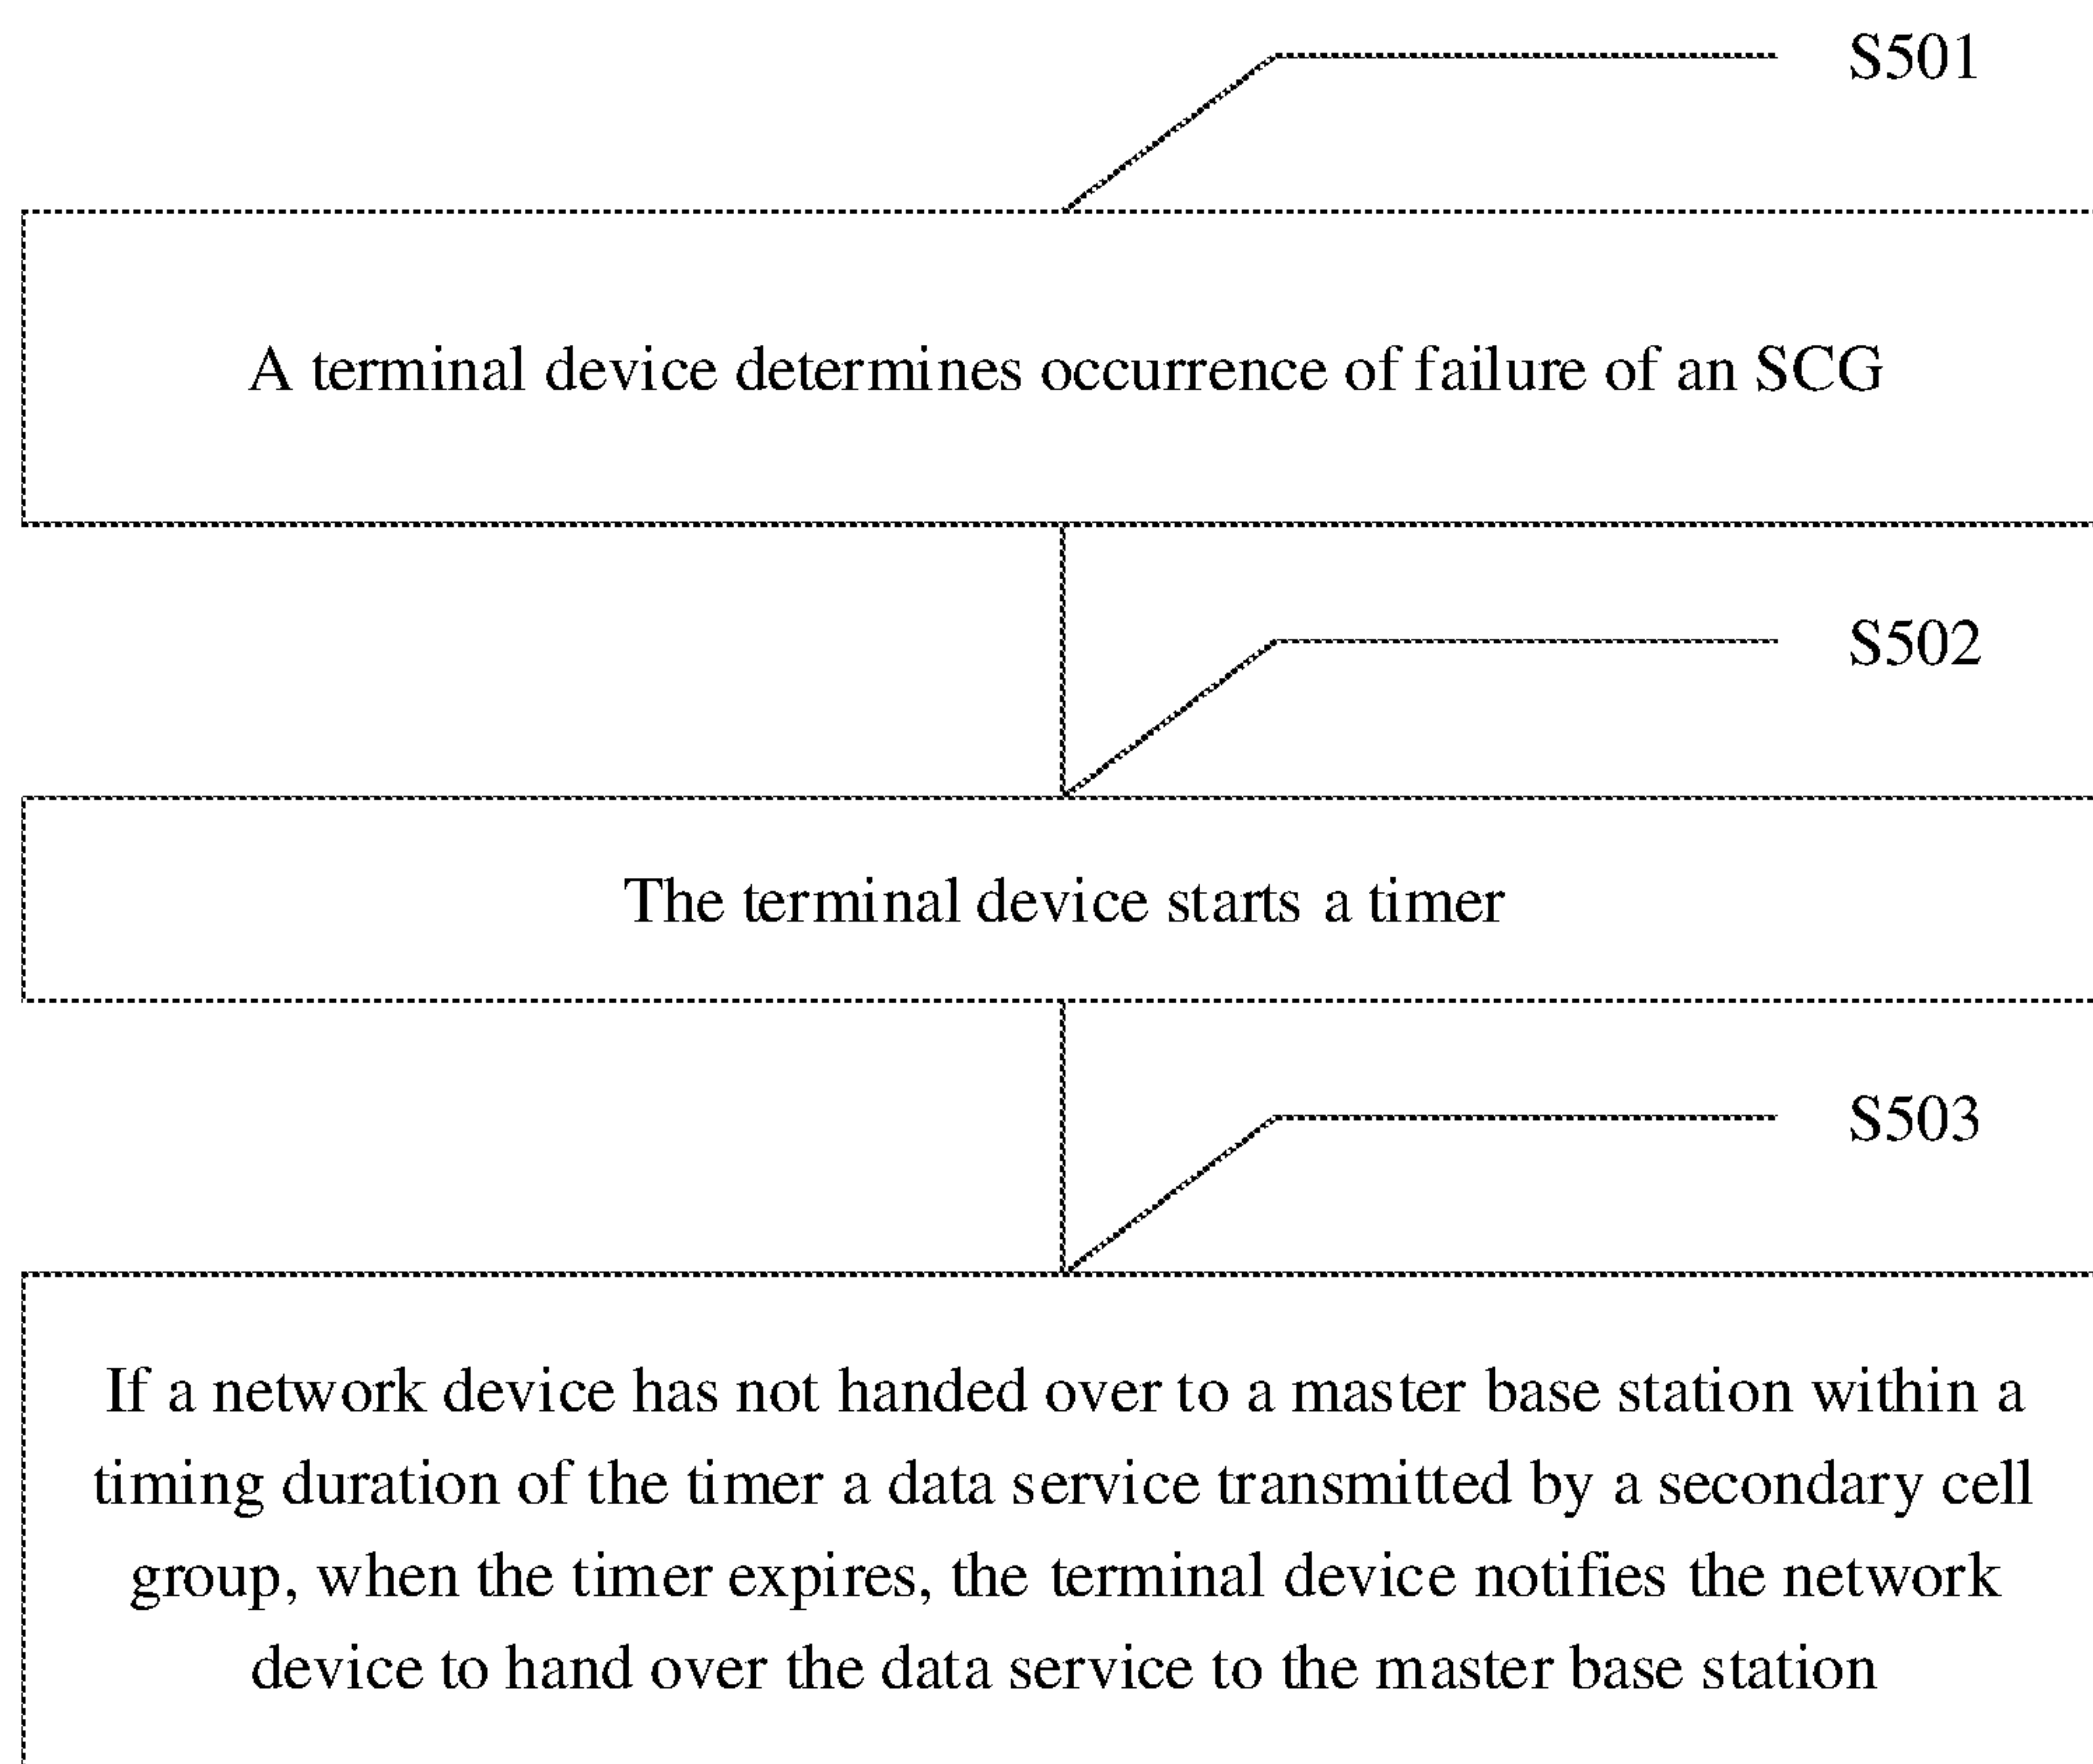 S501
A terminal device determines occurrence of failure of an SCG
S502
The terminal device starts a timer
S503
If a network device has not handed over to a master base station within a
timing duration of the timer a data service transmitted by a secondary cell
group, when the timer expires, the terminal device notifies the network
device to hand over the data service to the master base station